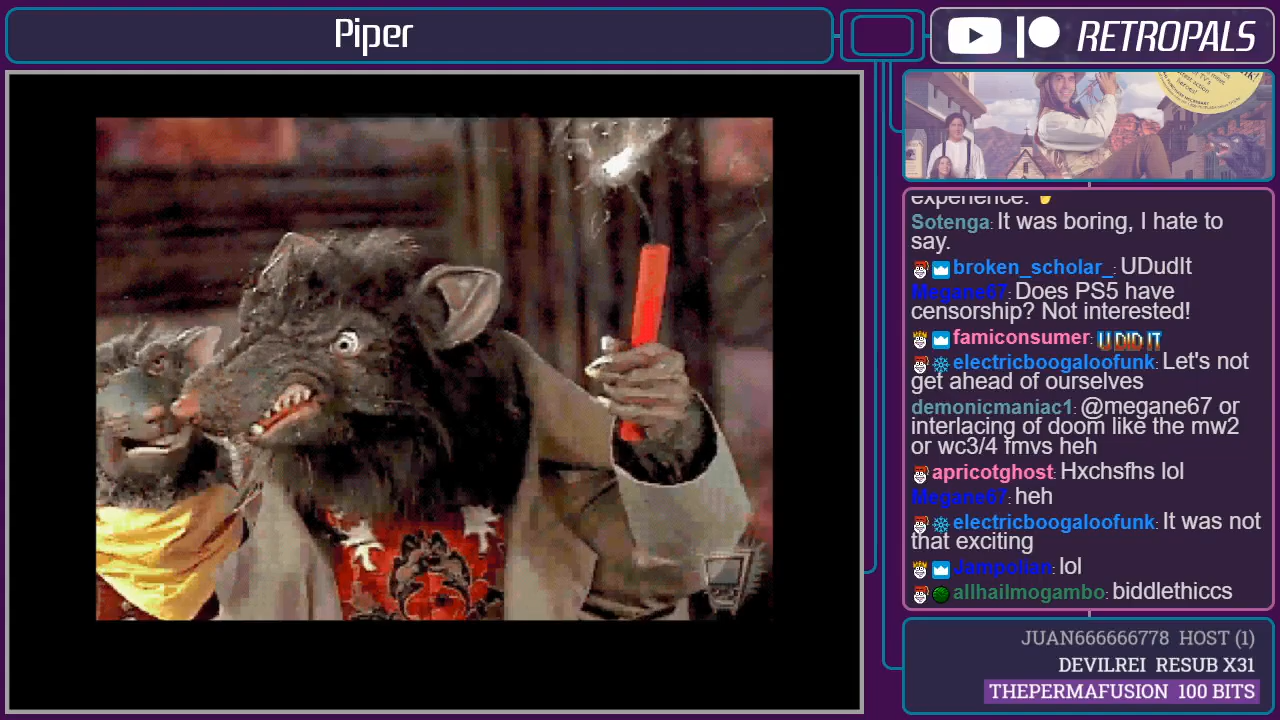 Piper
RETROPALS
experience.
Sotenga: It was boring, I hate to
say.
broken_scholar_: UDudIt
Megane67: Does PS5 have
censorship? Not interested!
famiconsumer: U DID IT
electricboogaloofunk: Let's not
get ahead of ourselves
demonicmaniac1: @megane67 or
interlacing of doom like the mw2
or wc3/4 fmvs heh
apricotghost: Hxchsfhs lol
Megane67: heh
electricboogaloofunk: It was not
that exciting
Jampolian: lol
allhailmogambo: biddlethiccs
JUAN666666778 HOST (1)
DEVILREI RESUB X31
THEPERMAFUSION 100 BITS